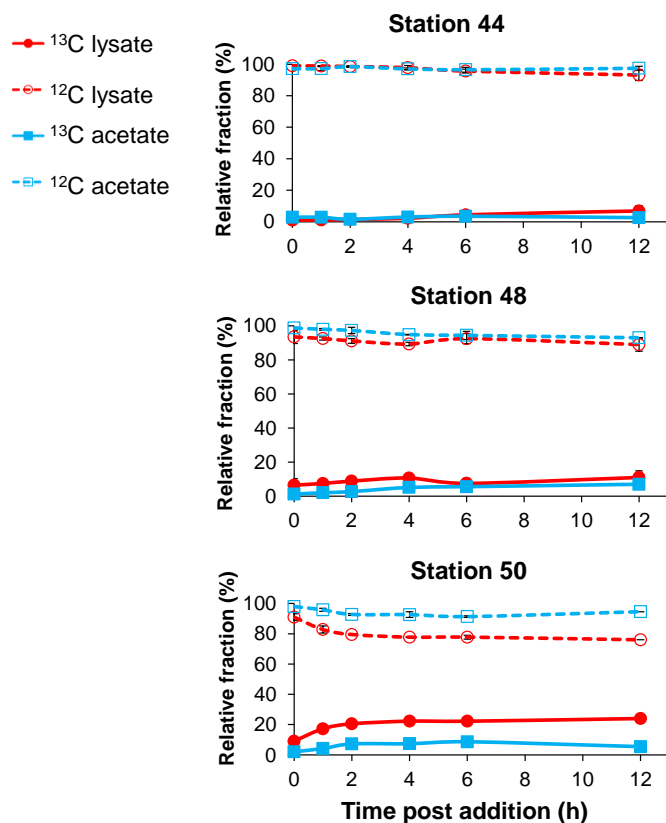 ¹³C lysate
¹²C lysate
¹³C acetate
¹²C acetate
Station 44
Relative fraction (%)
100
80
60
40
20
0
0 2 4 6 8 10 12
Station 48
Relative fraction (%)
100
80
60
40
20
0
0 2 4 6 8 10 12
Station 50
Relative fraction (%)
100
80
60
40
20
0
0 2 4 6 8 10 12
Time post addition (h)